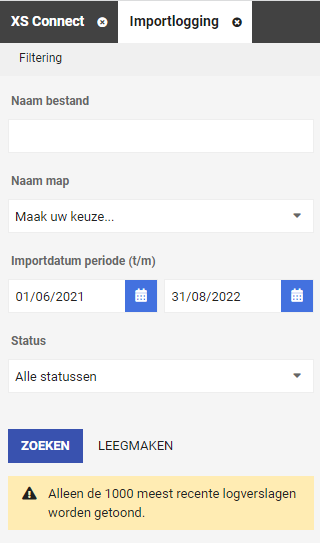 XS Connect Importlogging
Filtering
Naam bestand
Naam map
Maak uw keuze...
Importdatum periode (t/m)
01/06/2021 31/08/2022
Status
Alle statussen
ZOEKEN LEEGMAKEN
Alleen de 1000 meest recente logverslagen
worden getoond.